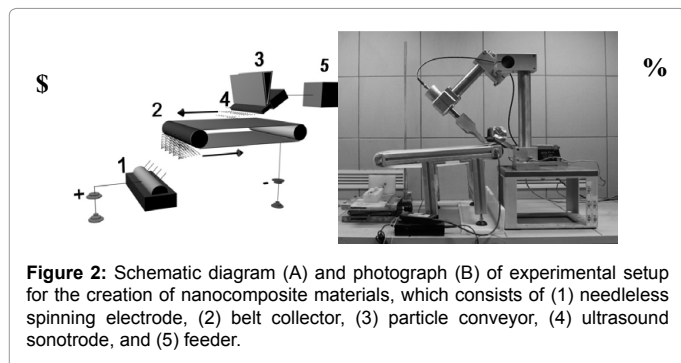 $
3
5
4
2
1
+
-
%
Figure 2: Schematic diagram (A) and photograph (B) of experimental setup
for the creation of nanocomposite materials, which consists of (1) needleless
spinning electrode, (2) belt collector, (3) particle conveyor, (4) ultrasound
sonotrode, and (5) feeder.